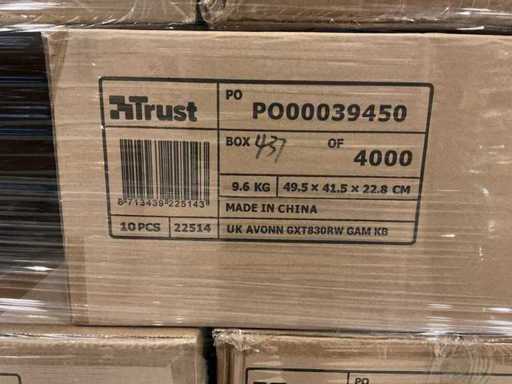 Trust
PO
PO00039450
BOX 437 OF
4000
9.6 KG
49.5 x 41.5 x 22.8 CM
8 713439 225143
MADE IN CHINA
10 PCS
22514
UK AVONN GXT830RW GAM KB
PO